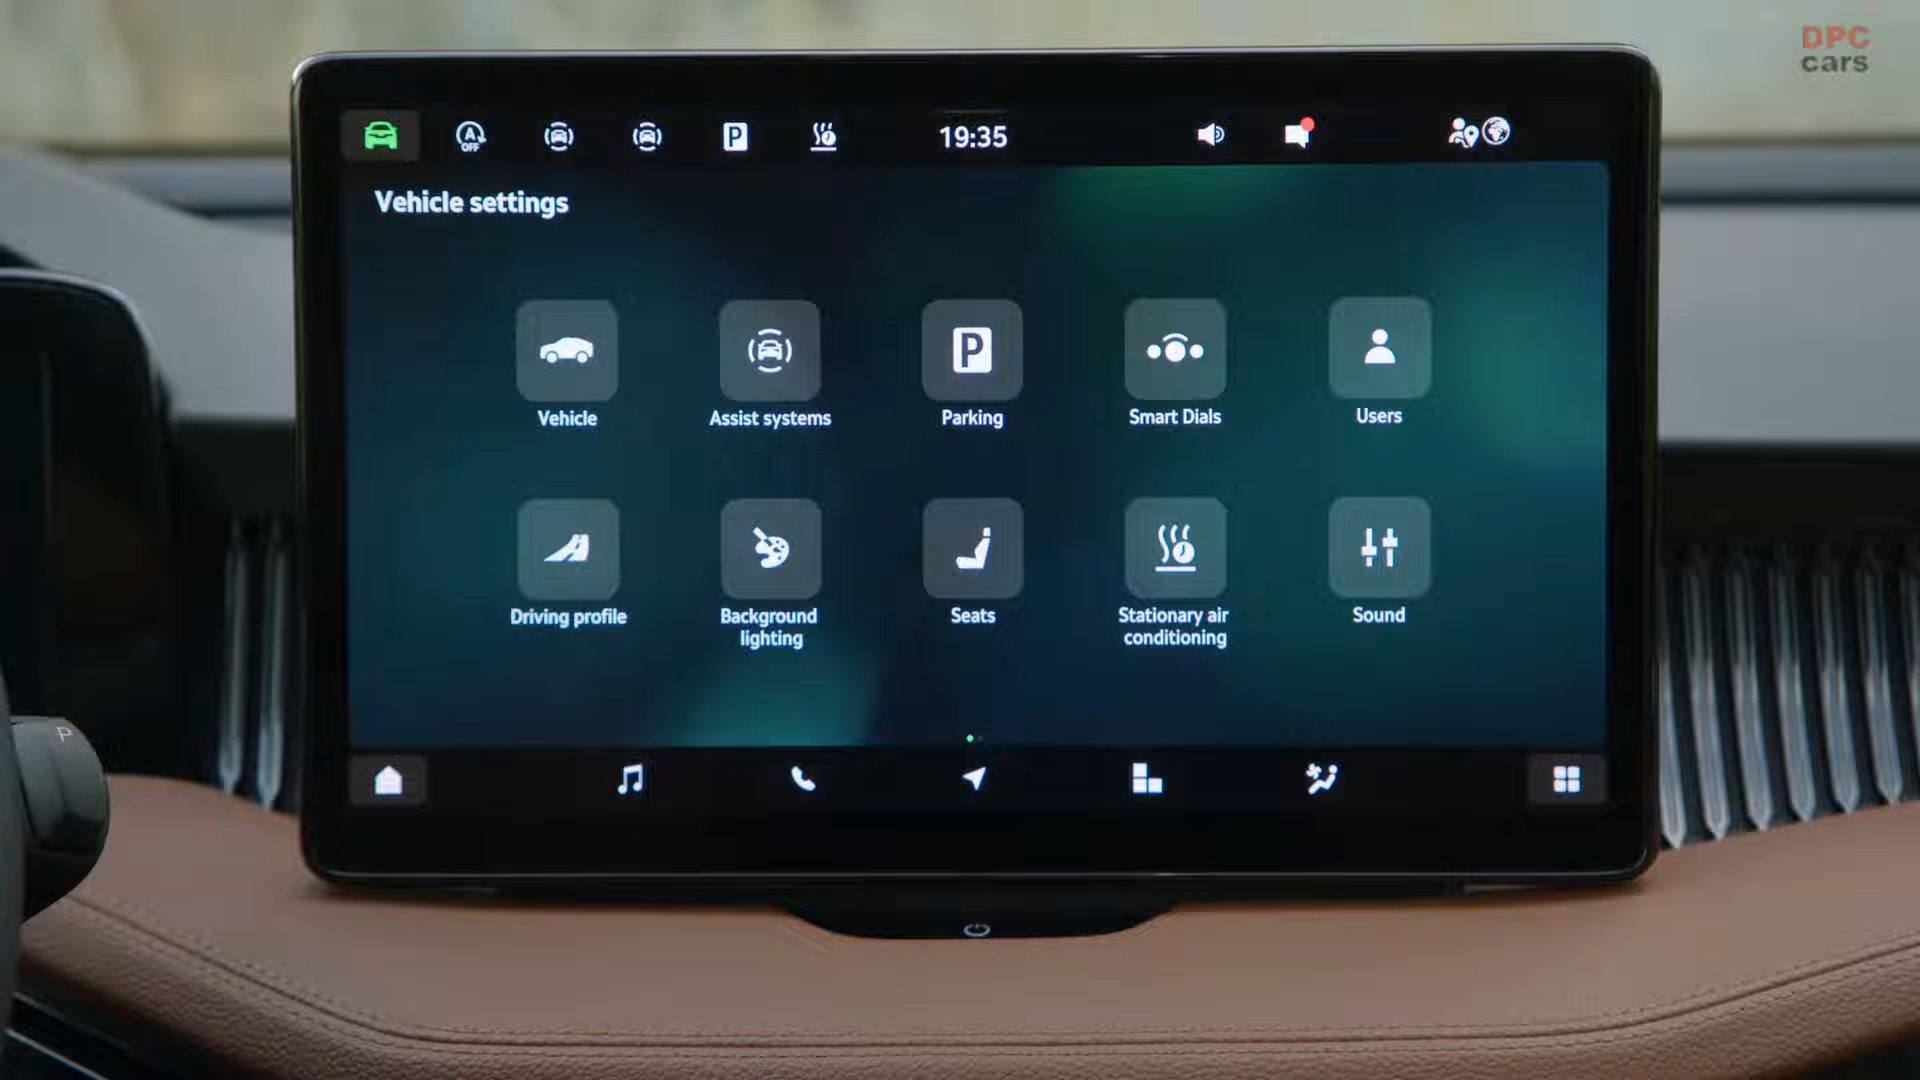 DPC
cars
A
OFF
P
19:35
Vehicle settings
P
Vehicle
Assist systems
Parking
Smart Dials
Users
Driving profile
Background
lighting
Seats
Stationary air
conditioning
Sound
P